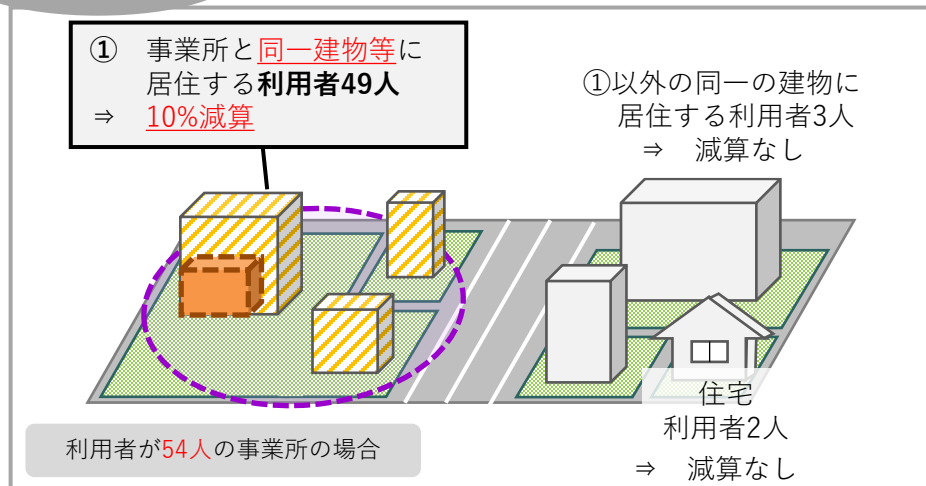 ① 事業所と同一建物等に
居住する利用者49人
⇒ 10%減算
①以外の同一の建物に
居住する利用者3人
⇒ 減算なし
住宅
利用者2人
⇒ 減算なし
利用者が54人の事業所の場合